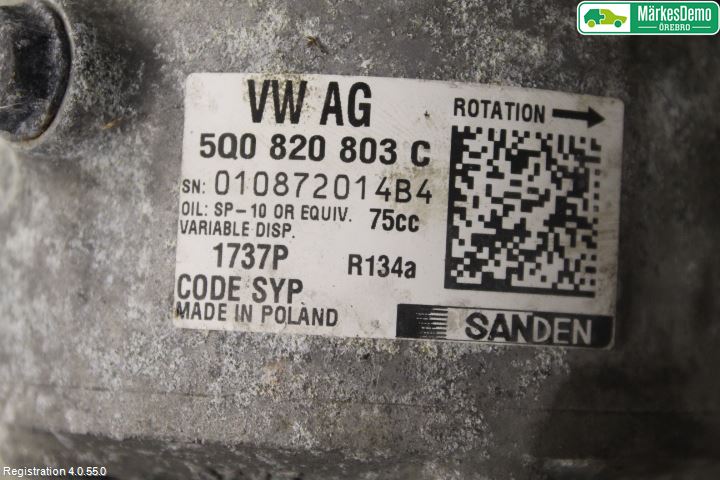 MärkesDemo
ÖREBRO
VW AG
ROTATION
5Q0 820 803 C
SN: 010872014B4
OIL: SP-10 OR EQUIV. 75cc
VARIABLE DISP.
1737P R134a
CODE SYP
MADE IN POLAND
SANDEN
Registration 4.0.55.0